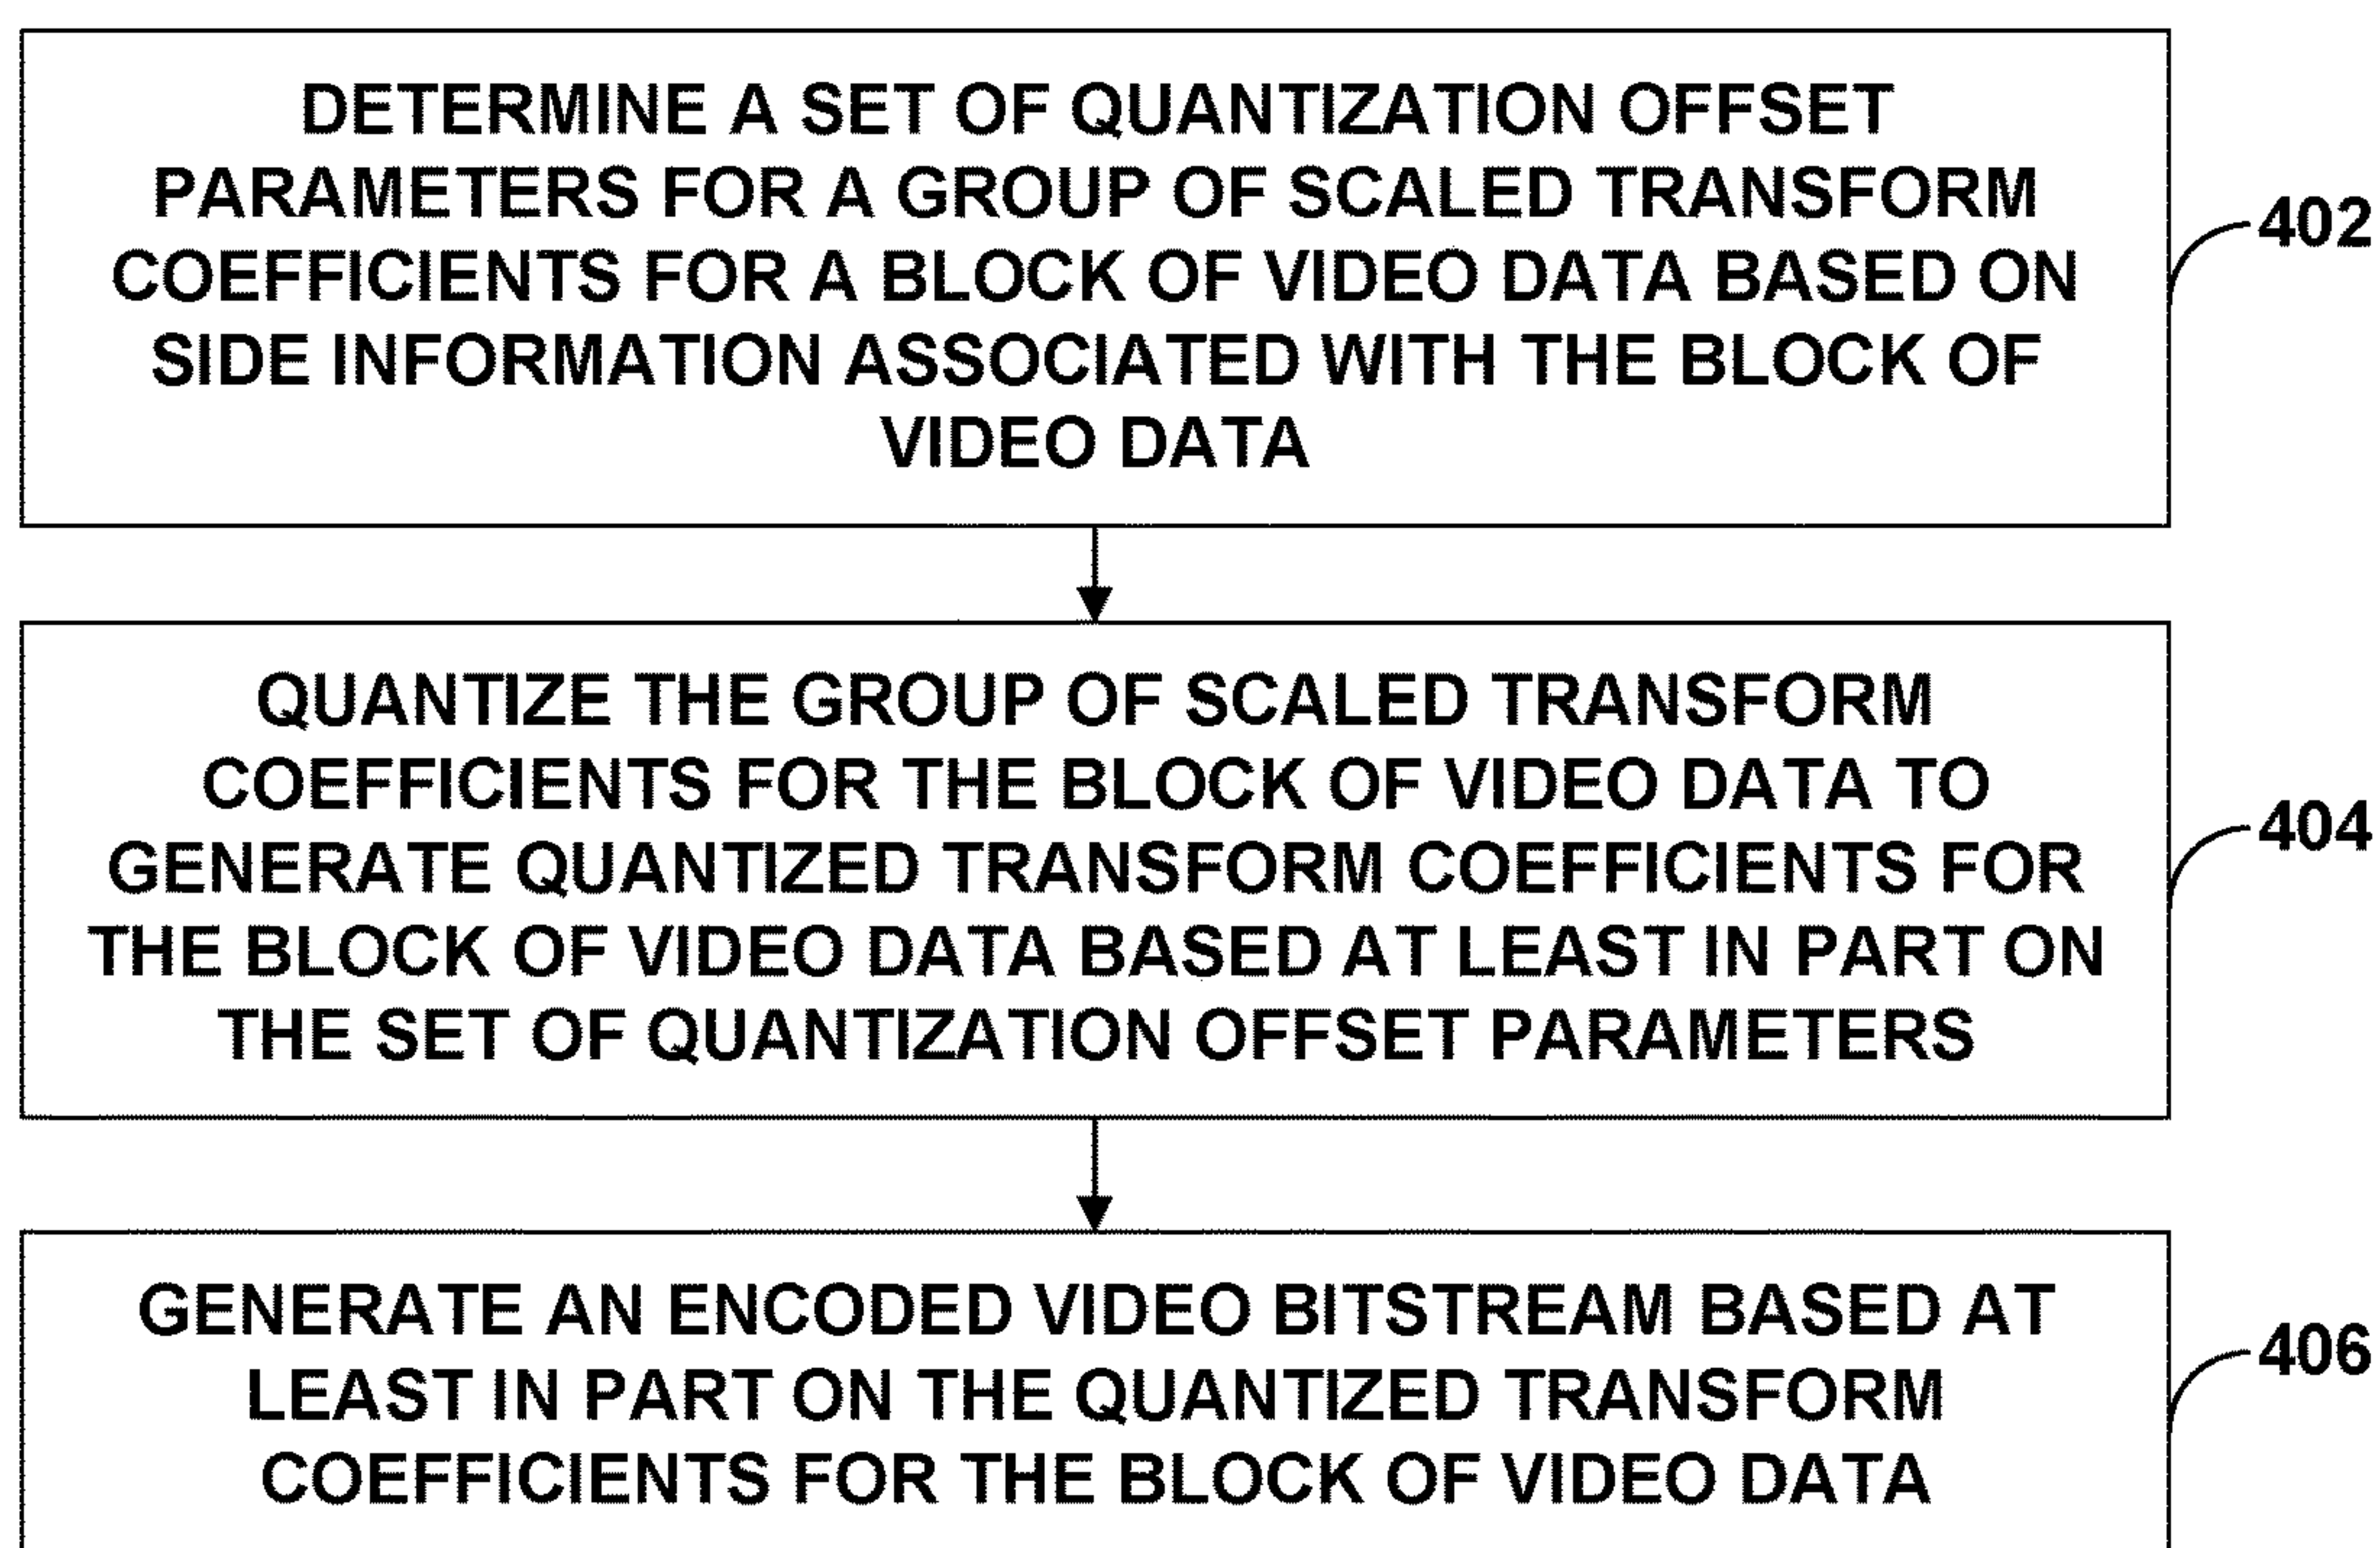 DETERMINE A SET OF QUANTIZATION OFFSET
PARAMETERS FOR A GROUP OF SCALED TRANSFORM
COEFFICIENTS FOR A BLOCK OF VIDEO DATA BASED ON
SIDE INFORMATION ASSOCIATED WITH THE BLOCK OF
VIDEO DATA
402
QUANTIZE THE GROUP OF SCALED TRANSFORM
COEFFICIENTS FOR THE BLOCK OF VIDEO DATA TO
GENERATE QUANTIZED TRANSFORM COEFFICIENTS FOR
THE BLOCK OF VIDEO DATA BASED AT LEAST IN PART ON
THE SET OF QUANTIZATION OFFSET PARAMETERS
404
GENERATE AN ENCODED VIDEO BITSTREAM BASED AT
LEAST IN PART ON THE QUANTIZED TRANSFORM
COEFFICIENTS FOR THE BLOCK OF VIDEO DATA
406